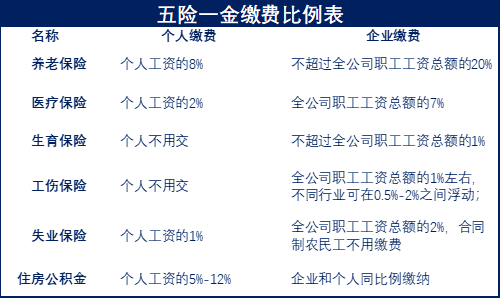 五险一金缴费比例表
名称 个人缴费 企业缴费
养老保险 个人工资的8% 不超过全公司职工工资总额的20%
医疗保险 个人工资的2% 全公司职工工资总额的7%
生育保险 个人不用交 不超过全公司职工工资总额的1%
工伤保险 个人不用交 全公司职工工资总额的1%左右，
不同行业可在0.5%-2%之间浮动；
失业保险 个人工资的1% 全公司职工工资总额的2%，合同
制农民工不用缴费
住房公积金 个人工资的5%-12% 企业和个人同比例缴纳